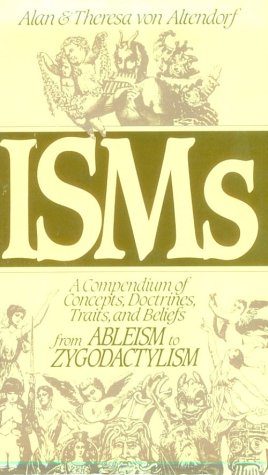 Alan & Theresa von Altendorf
ISMs
A Compendium of
Concepts, Doctrines,
Traits, and Beliefs
from ABLEISM to
ZYGODACTYLISM